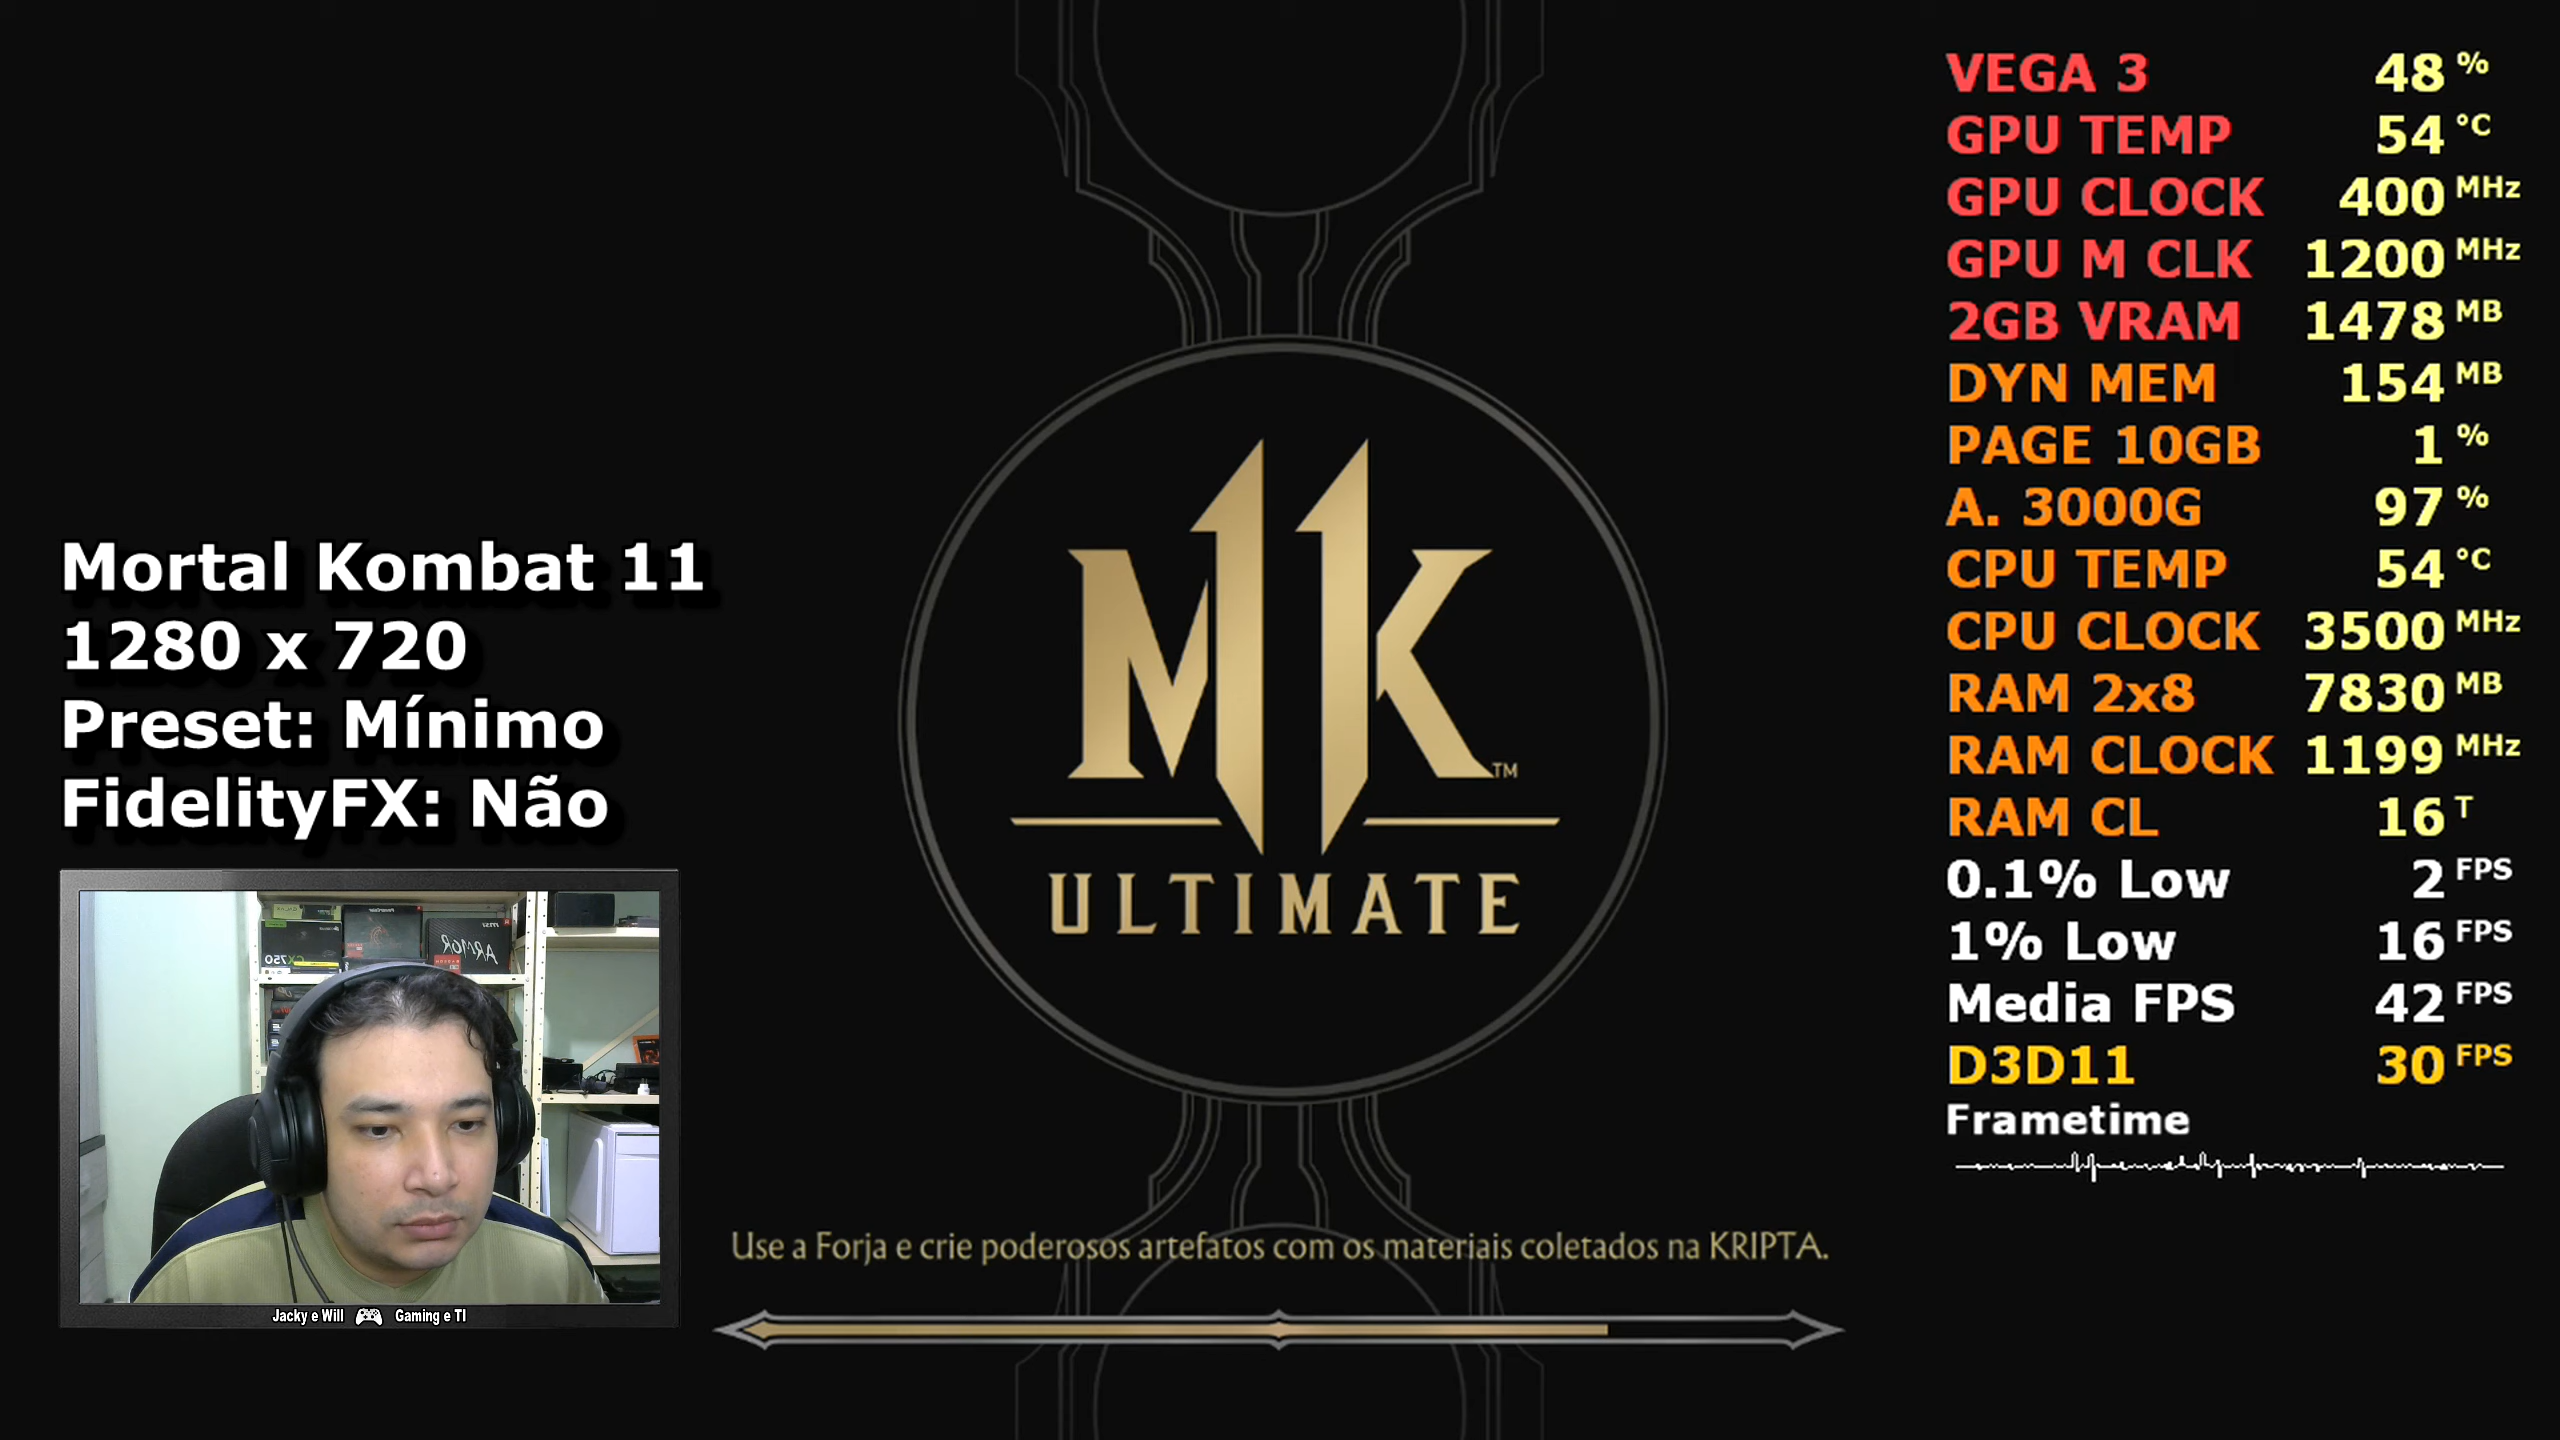 Mortal Kombat 11
1280 x 720
Preset: Mínimo
FidelityFX: Não
MK11™
ULTIMATE
Use a Forja e crie poderosos artefatos com os materiais coletados na KRIPTA.
VEGA 3 48 %
GPU TEMP 54 °C
GPU CLOCK 400 MHz
GPU M CLK 1200 MHz
2GB VRAM 1478 MB
DYN MEM 154 MB
PAGE 10GB 1 %
A. 3000G 97 %
CPU TEMP 54 °C
CPU CLOCK 3500 MHz
RAM 2x8 7830 MB
RAM CLOCK 1199 MHz
RAM CL 16 T
0.1% Low 2 FPS
1% Low 16 FPS
Media FPS 42 FPS
D3D11 30 FPS
Frametime
msi
ARMOR
CX750
Jacky e Will Gaming e TI